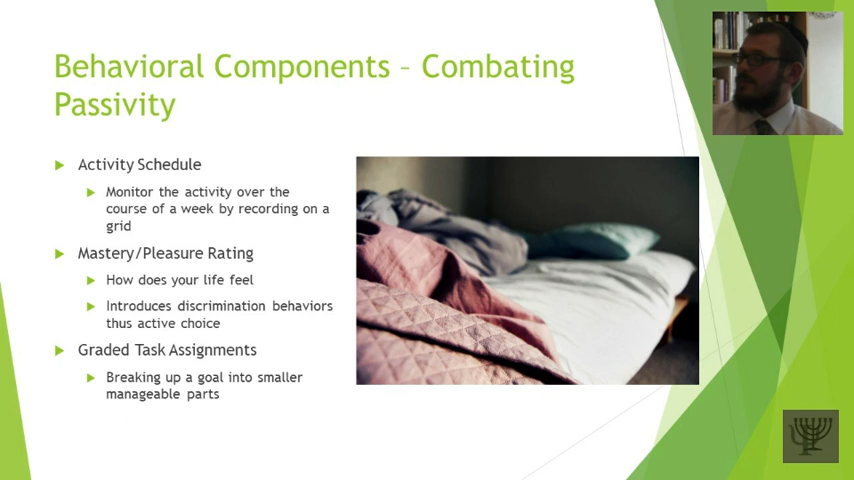 Behavioral Components – Combating
Passivity
Activity Schedule
Monitor the activity over the
course of a week by recording on a
grid
Mastery/Pleasure Rating
How does your life feel
Introduces discrimination behaviors
thus active choice
Graded Task Assignments
Breaking up a goal into smaller
manageable parts